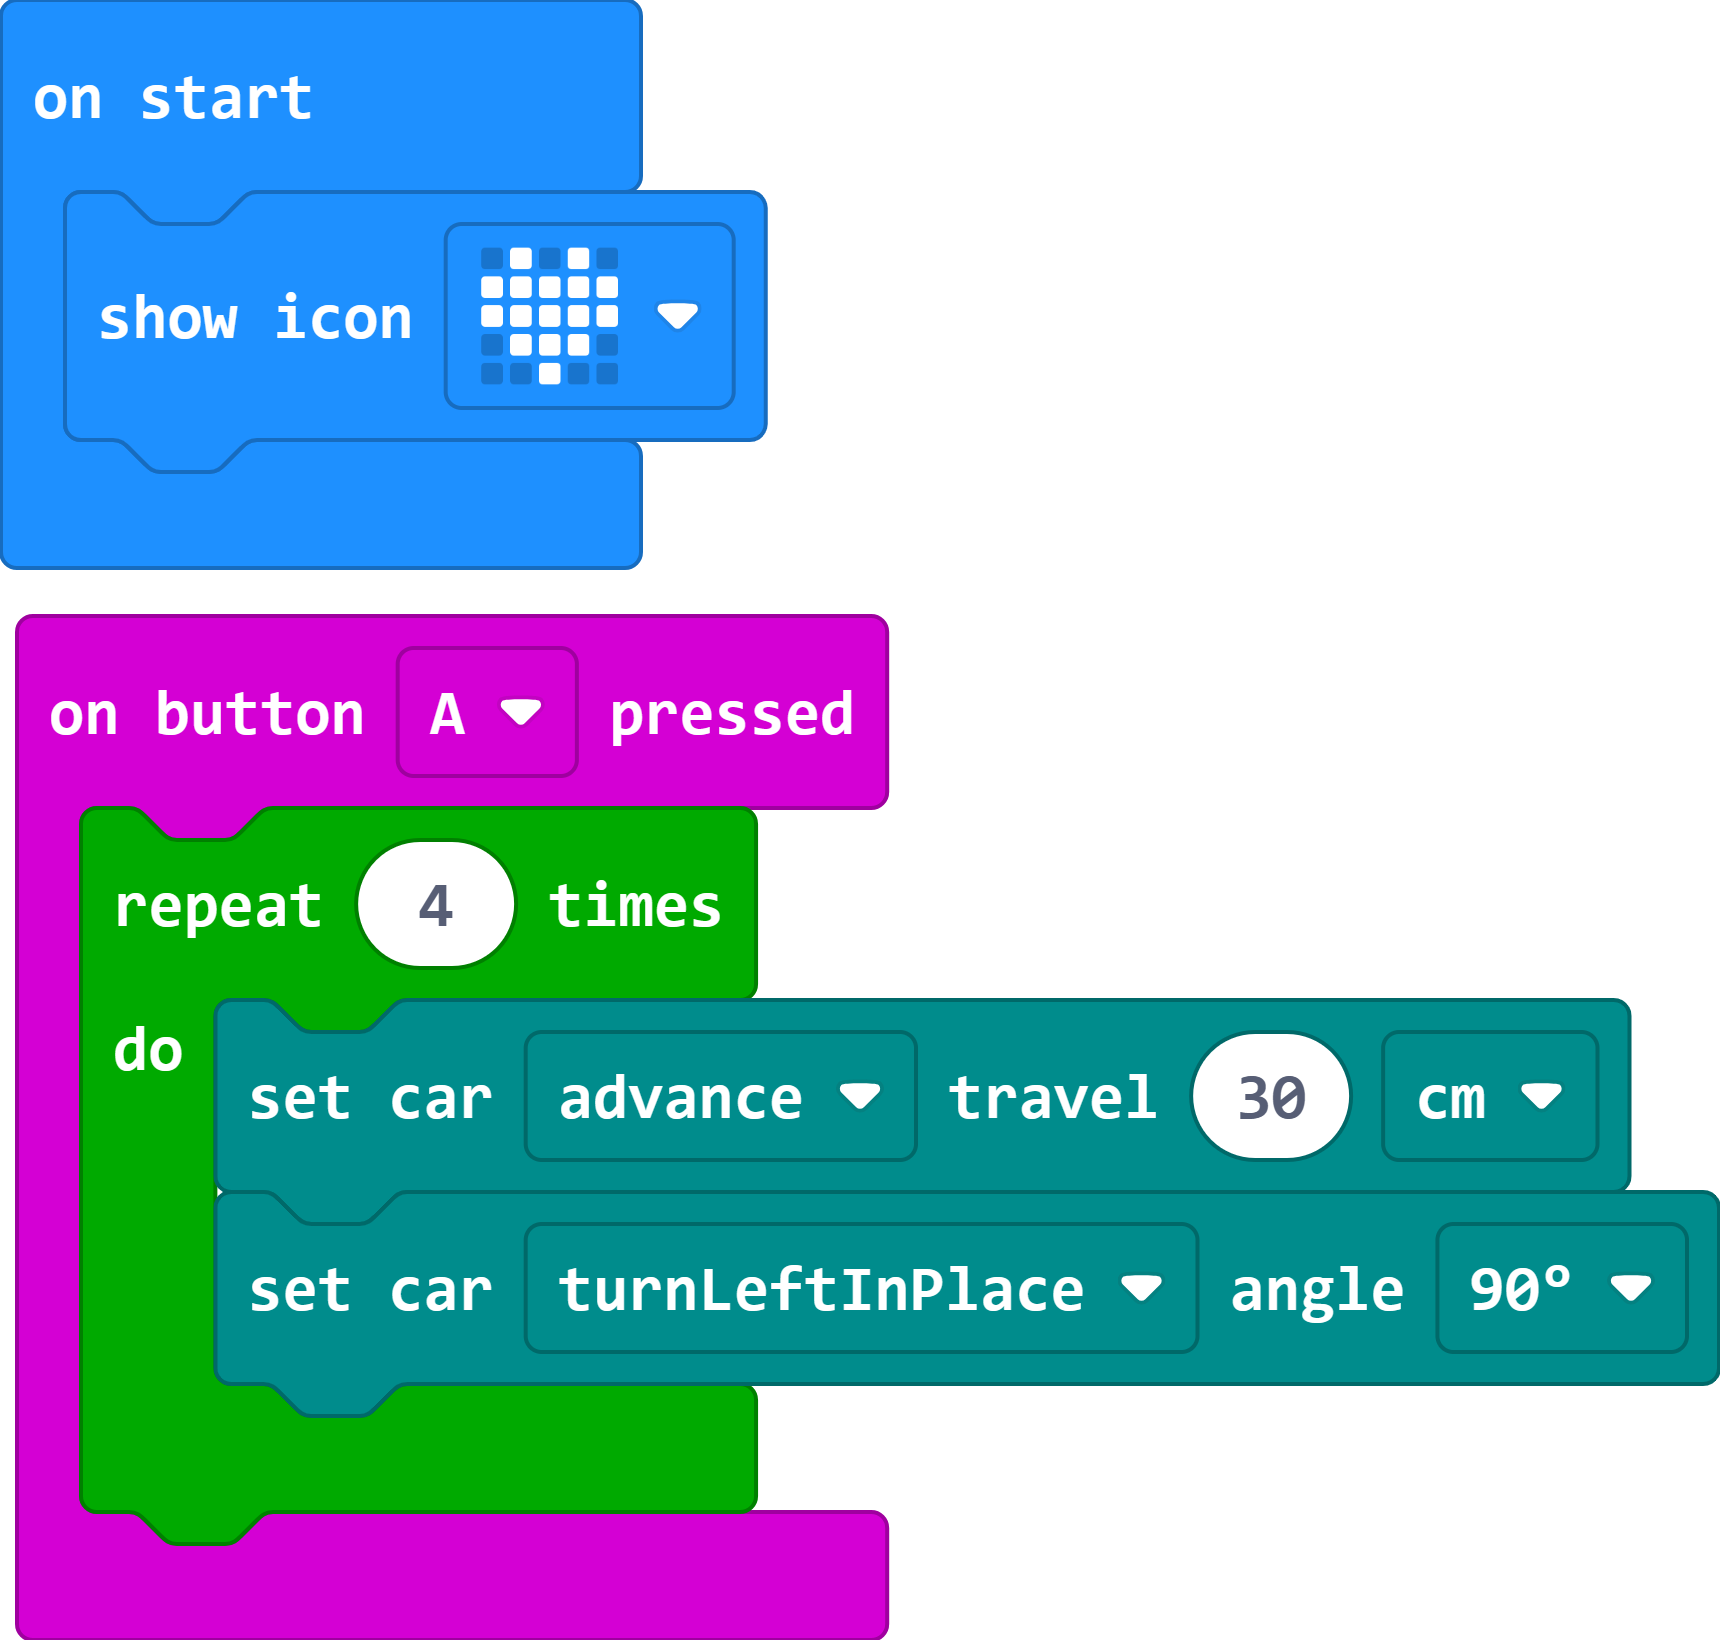 on start
show icon
on button A pressed
repeat 4 times
do
set car advance travel 30 cm
set car turnLeftInPlace angle 90°